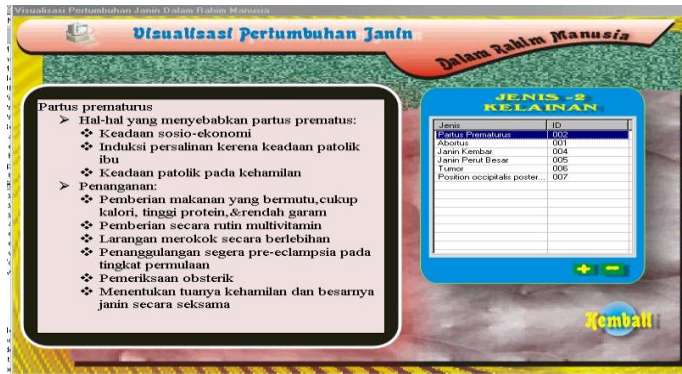 Visualisasi Pertumbuhan Janin Dalam Rahim Manusia
Visualisasi Pertumbuhan Janin
Dalam Rahim Manusia
Partus prematurus
➤ Hal-hal yang menyebabkan partus prematus:
❖ Keadaan sosio-ekonomi
❖ Induksi persalinan kerena keadaan patolik
ibu
❖ Keadaan patolik pada kehamilan
➤ Penanganan:
❖ Pemberian makanan yang bermutu,cukup
kalori, tinggi protein,&rendah garam
❖ Pemberian secara rutin multivitamin
❖ Larangan merokok secara berlebihan
❖ Penanggulangan segera pre-eclampsia pada
tingkat permulaan
❖ Pemeriksaan obsterik
❖ Menentukan tuanya kehamilan dan besarnya
janin secara seksama
JENIS -2
KELAINAN
Jenis ID
Partus Prematurus 002
Abortus 001
Janin Kembar 004
Janin Perut Besar 005
Tumor 006
Position occipitalis poster... 007
Kembali